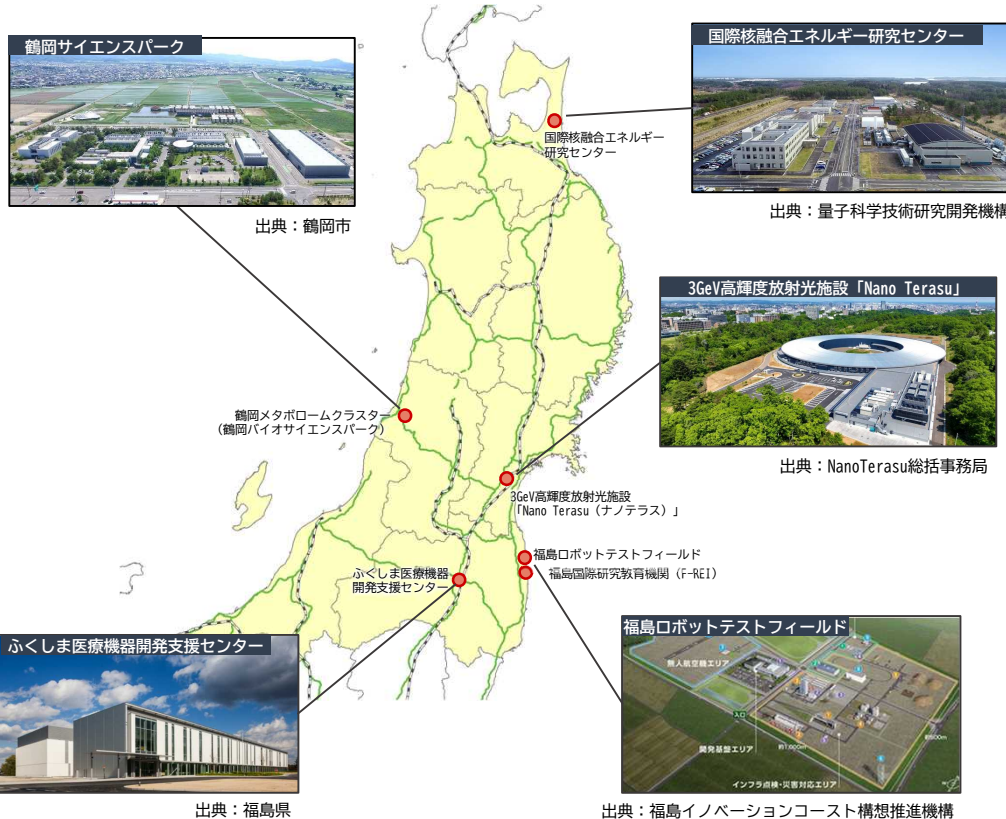 鶴岡サイエンスパーク
出典：鶴岡市
国際核融合エネルギー研究センター
出典：量子科学技術研究開発機構
国際核融合エネルギー
研究センター
3GeV高輝度放射光施設「Nano Terasu」
出典：NanoTerasu総括事務局
鶴岡メタボロームクラスター
（鶴岡バイオサイエンスパーク）
3GeV高輝度放射光施設
「Nano Terasu（ナノテラス）」
福島ロボットテストフィールド
福島国際研究教育機関（F-REI）
ふくしま医療機器
開発支援センター
ふくしま医療機器開発支援センター
出典：福島県
福島ロボットテストフィールド
無人航空機エリア
入口
開発基盤エリア
約1,000m
約500m
インフラ点検・災害対応エリア
出典：福島イノベーションコースト構想推進機構